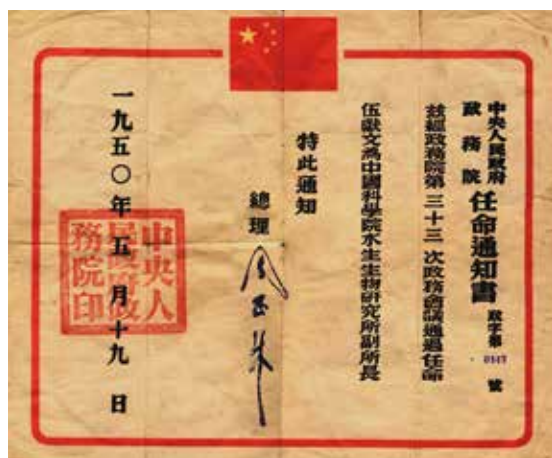 中央人民政府
政務院
任命通知書
政字第
號
茲經政務院第三十三次政務會議通過任命
伍獻文為中國科學院水生生物研究所副所長
特此通知
總理 周恩来
一九五〇年五月十九日
中央人
民政府政
務院印